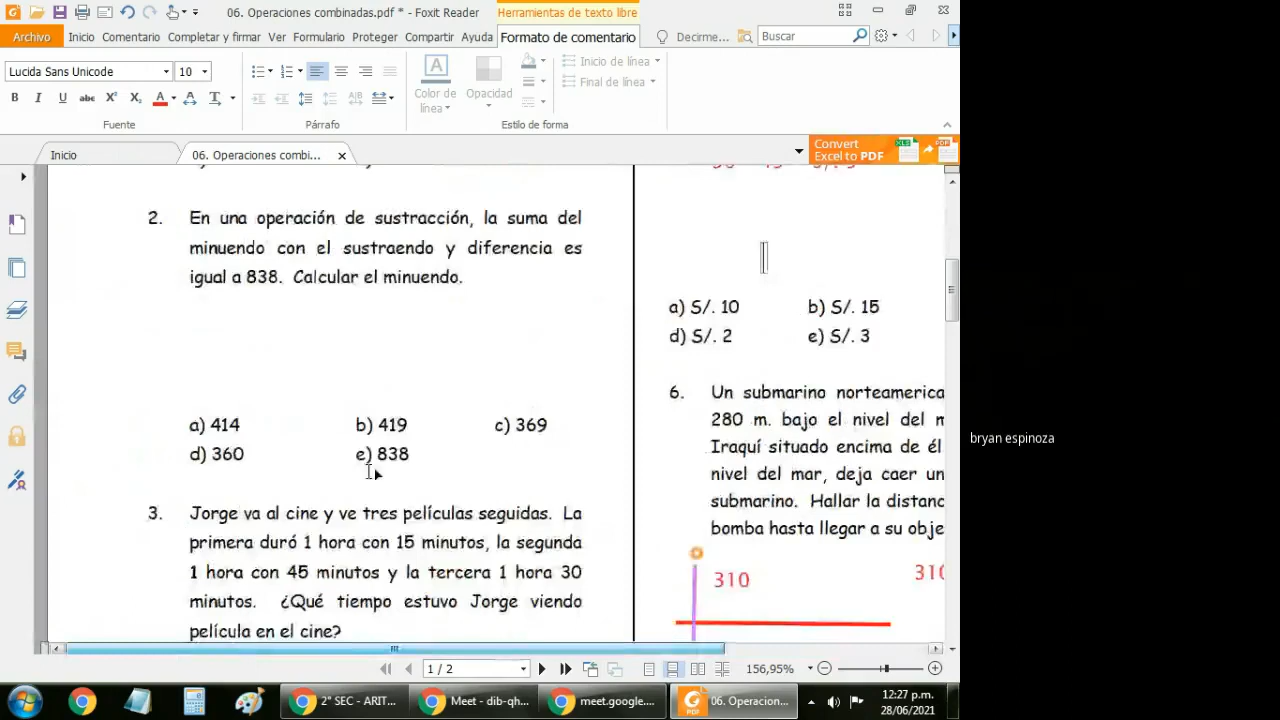 06. Operaciones combinadas.pdf * - Foxit Reader
Herramientas de texto libre
Archivo
Inicio
Comentario
Completar y firmar
Ver
Formulario
Proteger
Compartir
Ayuda
Formato de comentario
Decirme...
Buscar
Lucida Sans Unicode
10
Color de línea
Opacidad
Inicio de línea
Final de línea
Fuente
Párrafo
Estilo de forma
Inicio
06. Operaciones combi...
Convert
Excel to PDF
2. En una operación de sustracción, la suma del
minuendo con el sustraendo y diferencia es
igual a 838. Calcular el minuendo.
a) 414 b) 419 c) 369
d) 360 e) 838
3. Jorge va al cine y ve tres películas seguidas. La
primera duró 1 hora con 15 minutos, la segunda
1 hora con 45 minutos y la tercera 1 hora 30
minutos. ¿Qué tiempo estuvo Jorge viendo
película en el cine?
a) S/. 10 b) S/. 15
d) S/. 2 e) S/. 3
6. Un submarino norteamerica
280 m. bajo el nivel del m
Iraquí situado encima de él
nivel del mar, deja caer un
submarino. Hallar la distanc
bomba hasta llegar a su obje
310
310
bryan espinoza
1 / 2
156,95%
2° SEC - ARIT...
Meet - dib-qh...
meet.google....
06. Operacion...
12:27 p.m.
28/06/2021